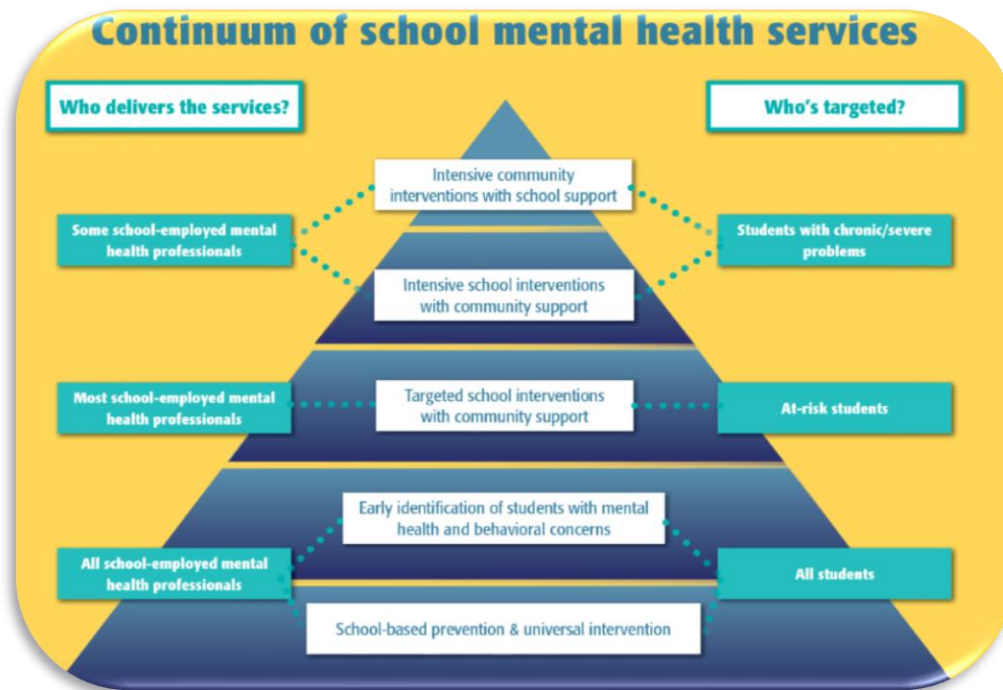 Continuum of school mental health services
Who delivers the services?
Who's targeted?
Intensive community
interventions with school support
Some school-employed mental
health professionals
Students with chronic/severe
problems
Intensive school interventions
with community support
Most school-employed mental
health professionals
Targeted school interventions
with community support
At-risk students
Early identification of students with mental
health and behavioral concerns
All school-employed mental
health professionals
All students
School-based prevention & universal intervention